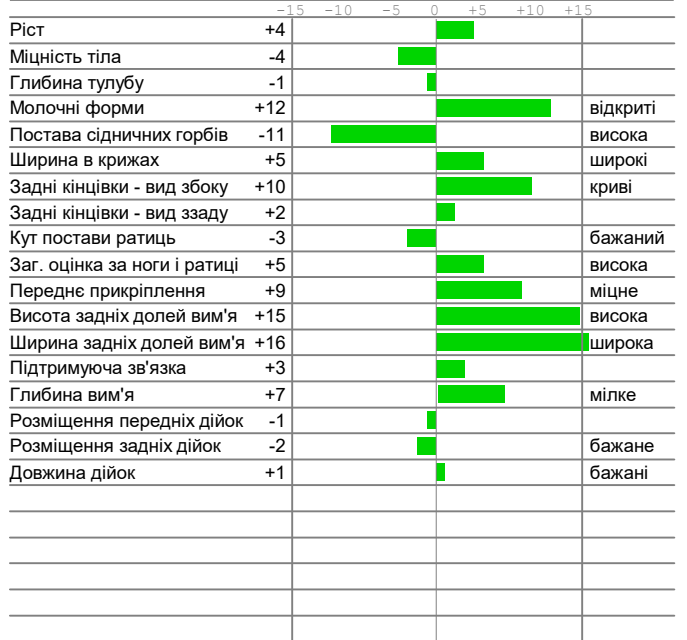 -15 -10 -5 0 +5 +10 +15
Ріст +4
Міцність тіла -4
Глибина тулубу -1
Молочні форми +12 відкриті
Постава сідничних горбів -11 висока
Ширина в крижах +5 широкі
Задні кінцівки - вид збоку +10 криві
Задні кінцівки - вид ззаду +2
Кут постави ратиць -3 бажаний
Заг. оцінка за ноги і ратиці +5 висока
Переднє прикріплення +9 міцне
Висота задніх долей вим'я +15 висока
Ширина задніх долей вим'я +16 широка
Підтримуюча зв'язка +3
Глибина вим'я +7 мілке
Розміщення передніх дійок -1
Розміщення задніх дійок -2 бажане
Довжина дійок +1 бажані